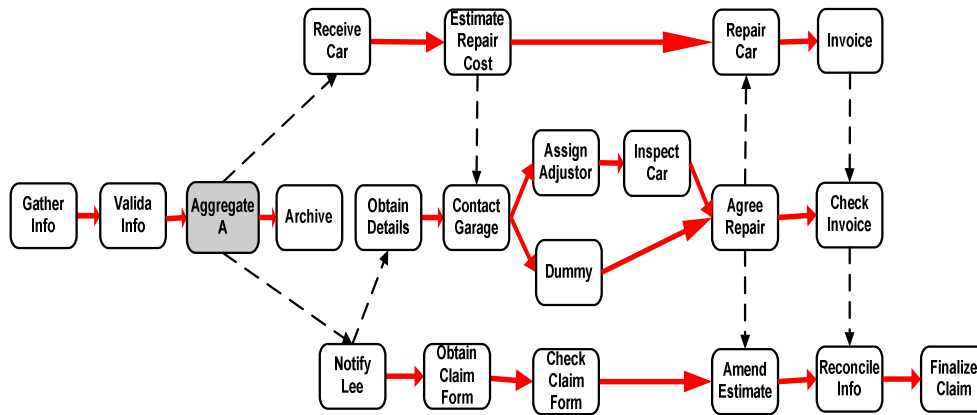 Receive
Car
Estimate
Repair
Cost
Repair
Car
Invoice
Assign
Adjustor
Inspect
Car
Gather
Info
Valida
Info
Aggregate
A
Archive
Obtain
Details
Contact
Garage
Agree
Repair
Check
Invoice
Dummy
Notify
Lee
Obtain
Claim
Form
Check
Claim
Form
Amend
Estimate
Reconcile
Info
Finalize
Claim